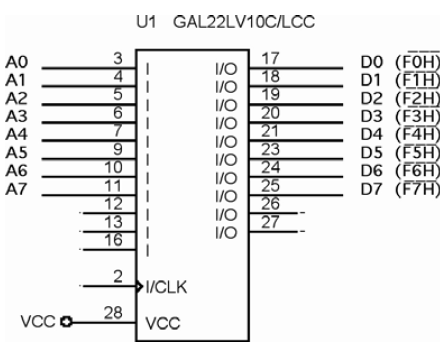 U1 GAL22LV10C/LCC
A0 3 I I/O 17 D0 (F0H)
A1 4 I I/O 18 D1 (F1H)
A2 5 I I/O 19 D2 (F2H)
A3 6 I I/O 20 D3 (F3H)
A4 7 I I/O 21 D4 (F4H)
A5 9 I I/O 23 D5 (F5H)
A6 10 I I/O 24 D6 (F6H)
A7 11 I I/O 25 D7 (F7H)
12 I I/O 26
13 I I/O 27
16 I
2 I/CLK
VCC 28 VCC